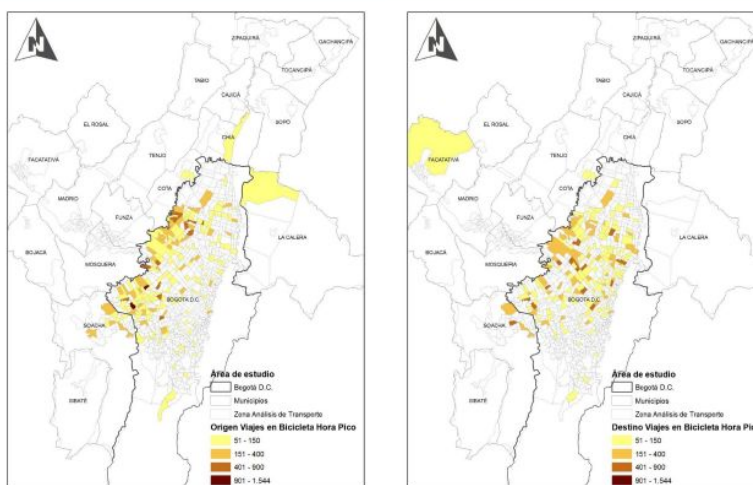 N
ZIPAQUIRÁ
GACHANCIPÁ
TOCANCIPÁ
TABIO
CAJICÁ
EL ROSAL
SOPÓ
CHÍA
TENJO
FACATATIVÁ
COTA
MADRID
FUNZA
LA CALERA
BOJACÁ
MOSQUERA
BOGOTÁ D.C.
SOACHA
SIBATÉ
Área de estudio
Bogotá D.C.
Municipios
Zona Análisis de Transporte
Origen Viajes en Bicicleta Hora Pico
51 - 150
151 - 400
401 - 900
901 - 1.544
N
ZIPAQUIRÁ
GACHANCIPÁ
TOCANCIPÁ
TABIO
CAJICÁ
EL ROSAL
SOPÓ
CHÍA
TENJO
FACATATIVÁ
COTA
MADRID
FUNZA
LA CALERA
BOJACÁ
MOSQUERA
BOGOTÁ D.C.
SOACHA
SIBATÉ
Área de estudio
Bogotá D.C.
Municipios
Zona Análisis de Transporte
Destino Viajes en Bicicleta Hora Pico
51 - 150
151 - 400
401 - 900
901 - 1.544